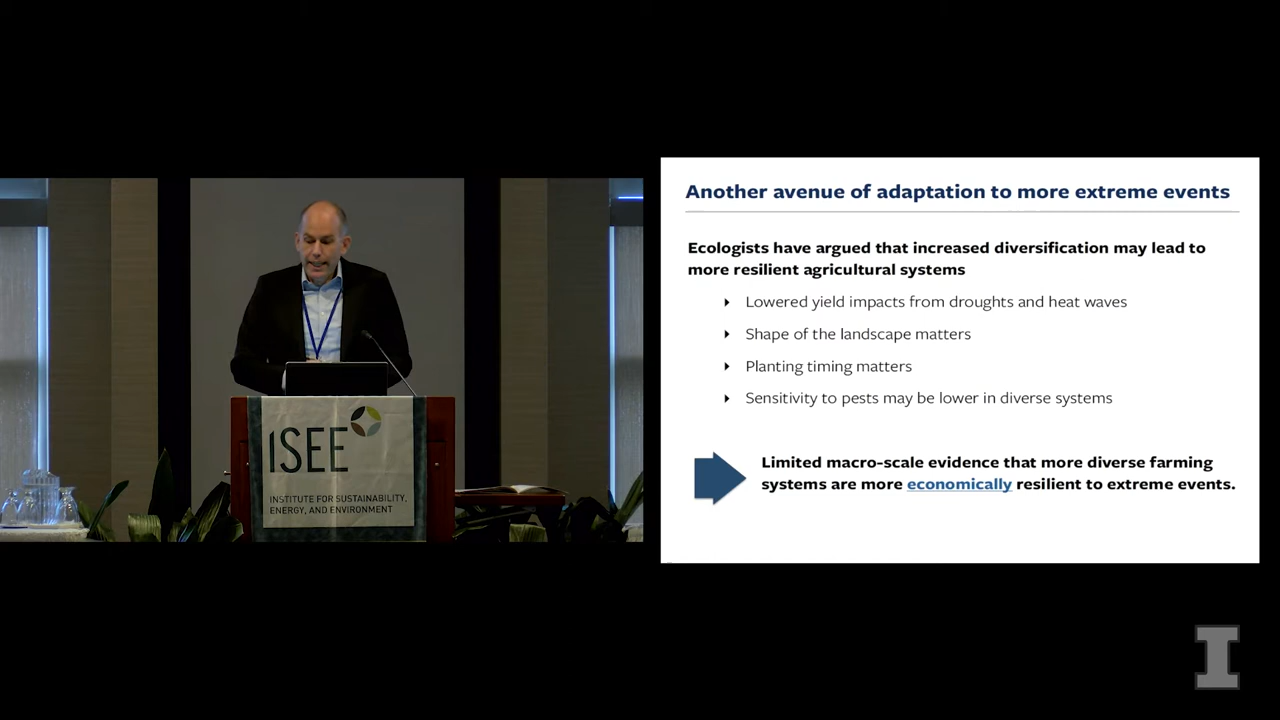 ISEE
INSTITUTE FOR SUSTAINABILITY,
ENERGY, AND ENVIRONMENT
Another avenue of adaptation to more extreme events
Ecologists have argued that increased diversification may lead to
more resilient agricultural systems
Lowered yield impacts from droughts and heat waves
Shape of the landscape matters
Planting timing matters
Sensitivity to pests may be lower in diverse systems
Limited macro-scale evidence that more diverse farming
systems are more economically resilient to extreme events.
I